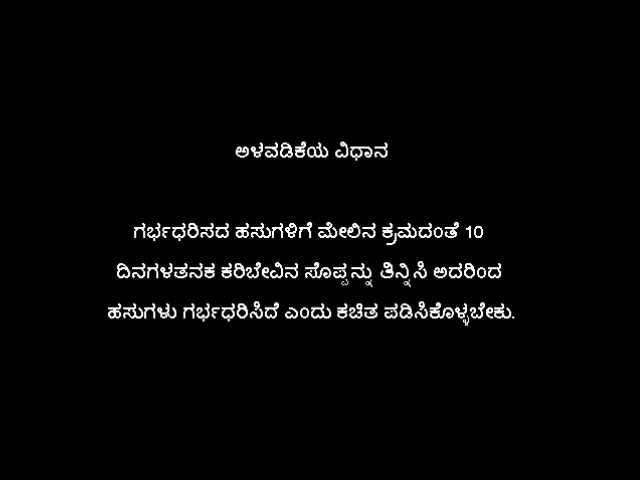 ಅಳವಡಿಕೆಯ ವಿಧಾನ
ಗರ್ಭಧರಿಸದ ಹಸುಗಳಿಗೆ ಮೇಲಿನ ಕ್ರಮದಂತೆ 10
ದಿನಗಳತನಕ ಕರಿಬೇವಿನ ಸೊಪ್ಪನ್ನು ತಿನ್ನಿಸಿ ಅದರಿಂದ
ಹಸುಗಳು ಗರ್ಭಧರಿಸಿದೆ ಎಂದು ಕಚಿತ ಪಡಿಸಿಕೊಳ್ಳಬೇಕು.